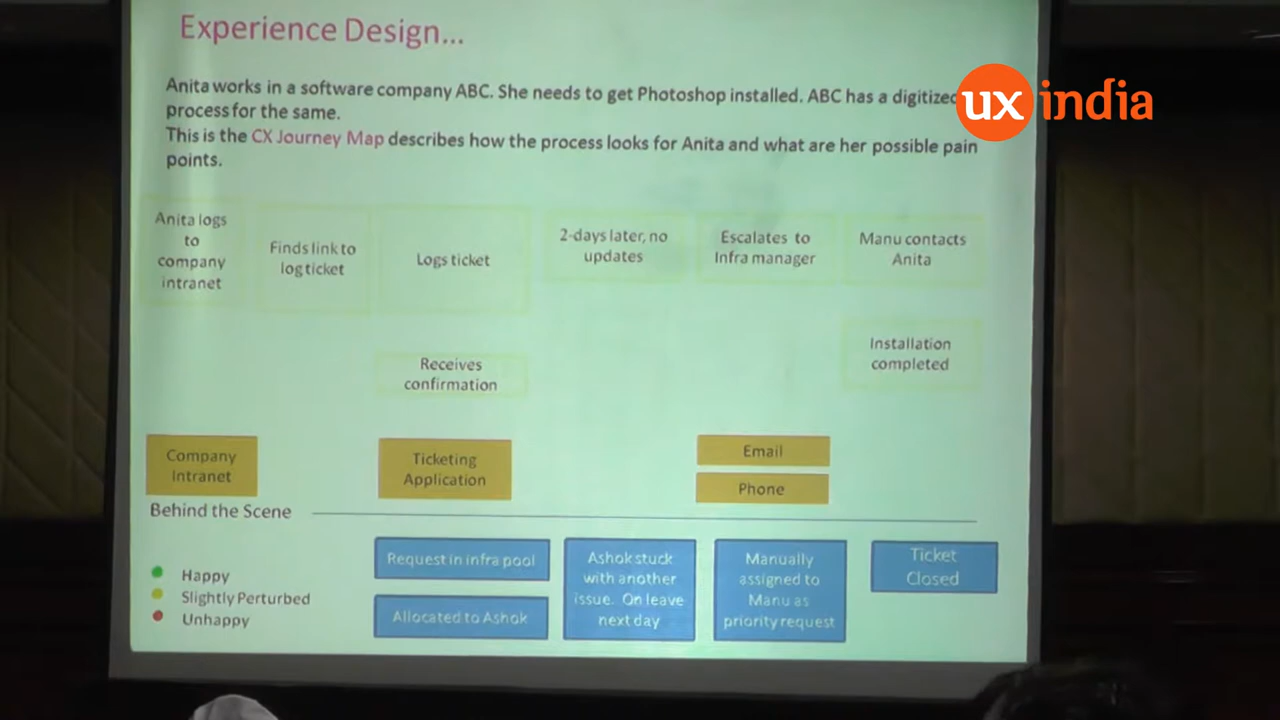 Experience Design...
Anita works in a software company ABC. She needs to get Photoshop installed. ABC has a digitized
process for the same.
This is the CX Journey Map describes how the process looks for Anita and what are her possible pain
points.
ux india
Anita logs
to
company
intranet
Finds link to
log ticket
Logs ticket
2-days later, no
updates
Escalates to
Infra manager
Manu contacts
Anita
Receives
confirmation
Installation
completed
Company
Intranet
Ticketing
Application
Email
Phone
Behind the Scene
Request in infra pool
Allocated to Ashok
Ashok stuck
with another
issue. On leave
next day
Manually
assigned to
Manu as
priority request
Ticket
Closed
Happy
Slightly Perturbed
Unhappy